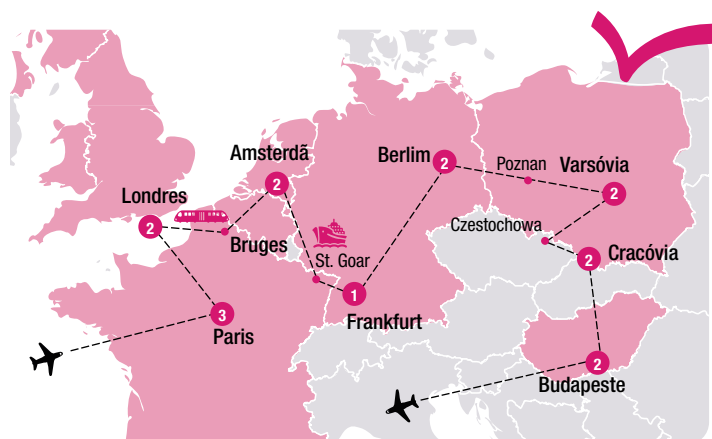 Amsterdã
2
Berlim
2
Poznan
Varsóvia
2
Londres
2
Bruges
Czestochowa
St. Goar
Cracóvia
2
1
Frankfurt
3
Paris
2
Budapeste